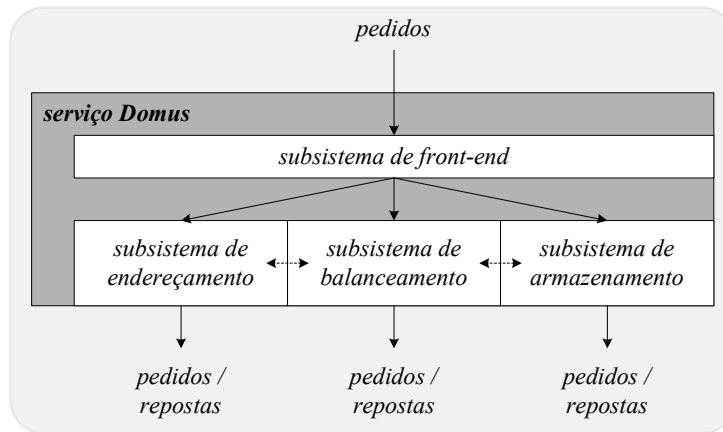 pedidos
serviço Domus
subsistema de front-end
subsistema de
endereçamento
subsistema de
balanceamento
subsistema de
armazenamento
pedidos /
repostas
pedidos /
repostas
pedidos /
repostas